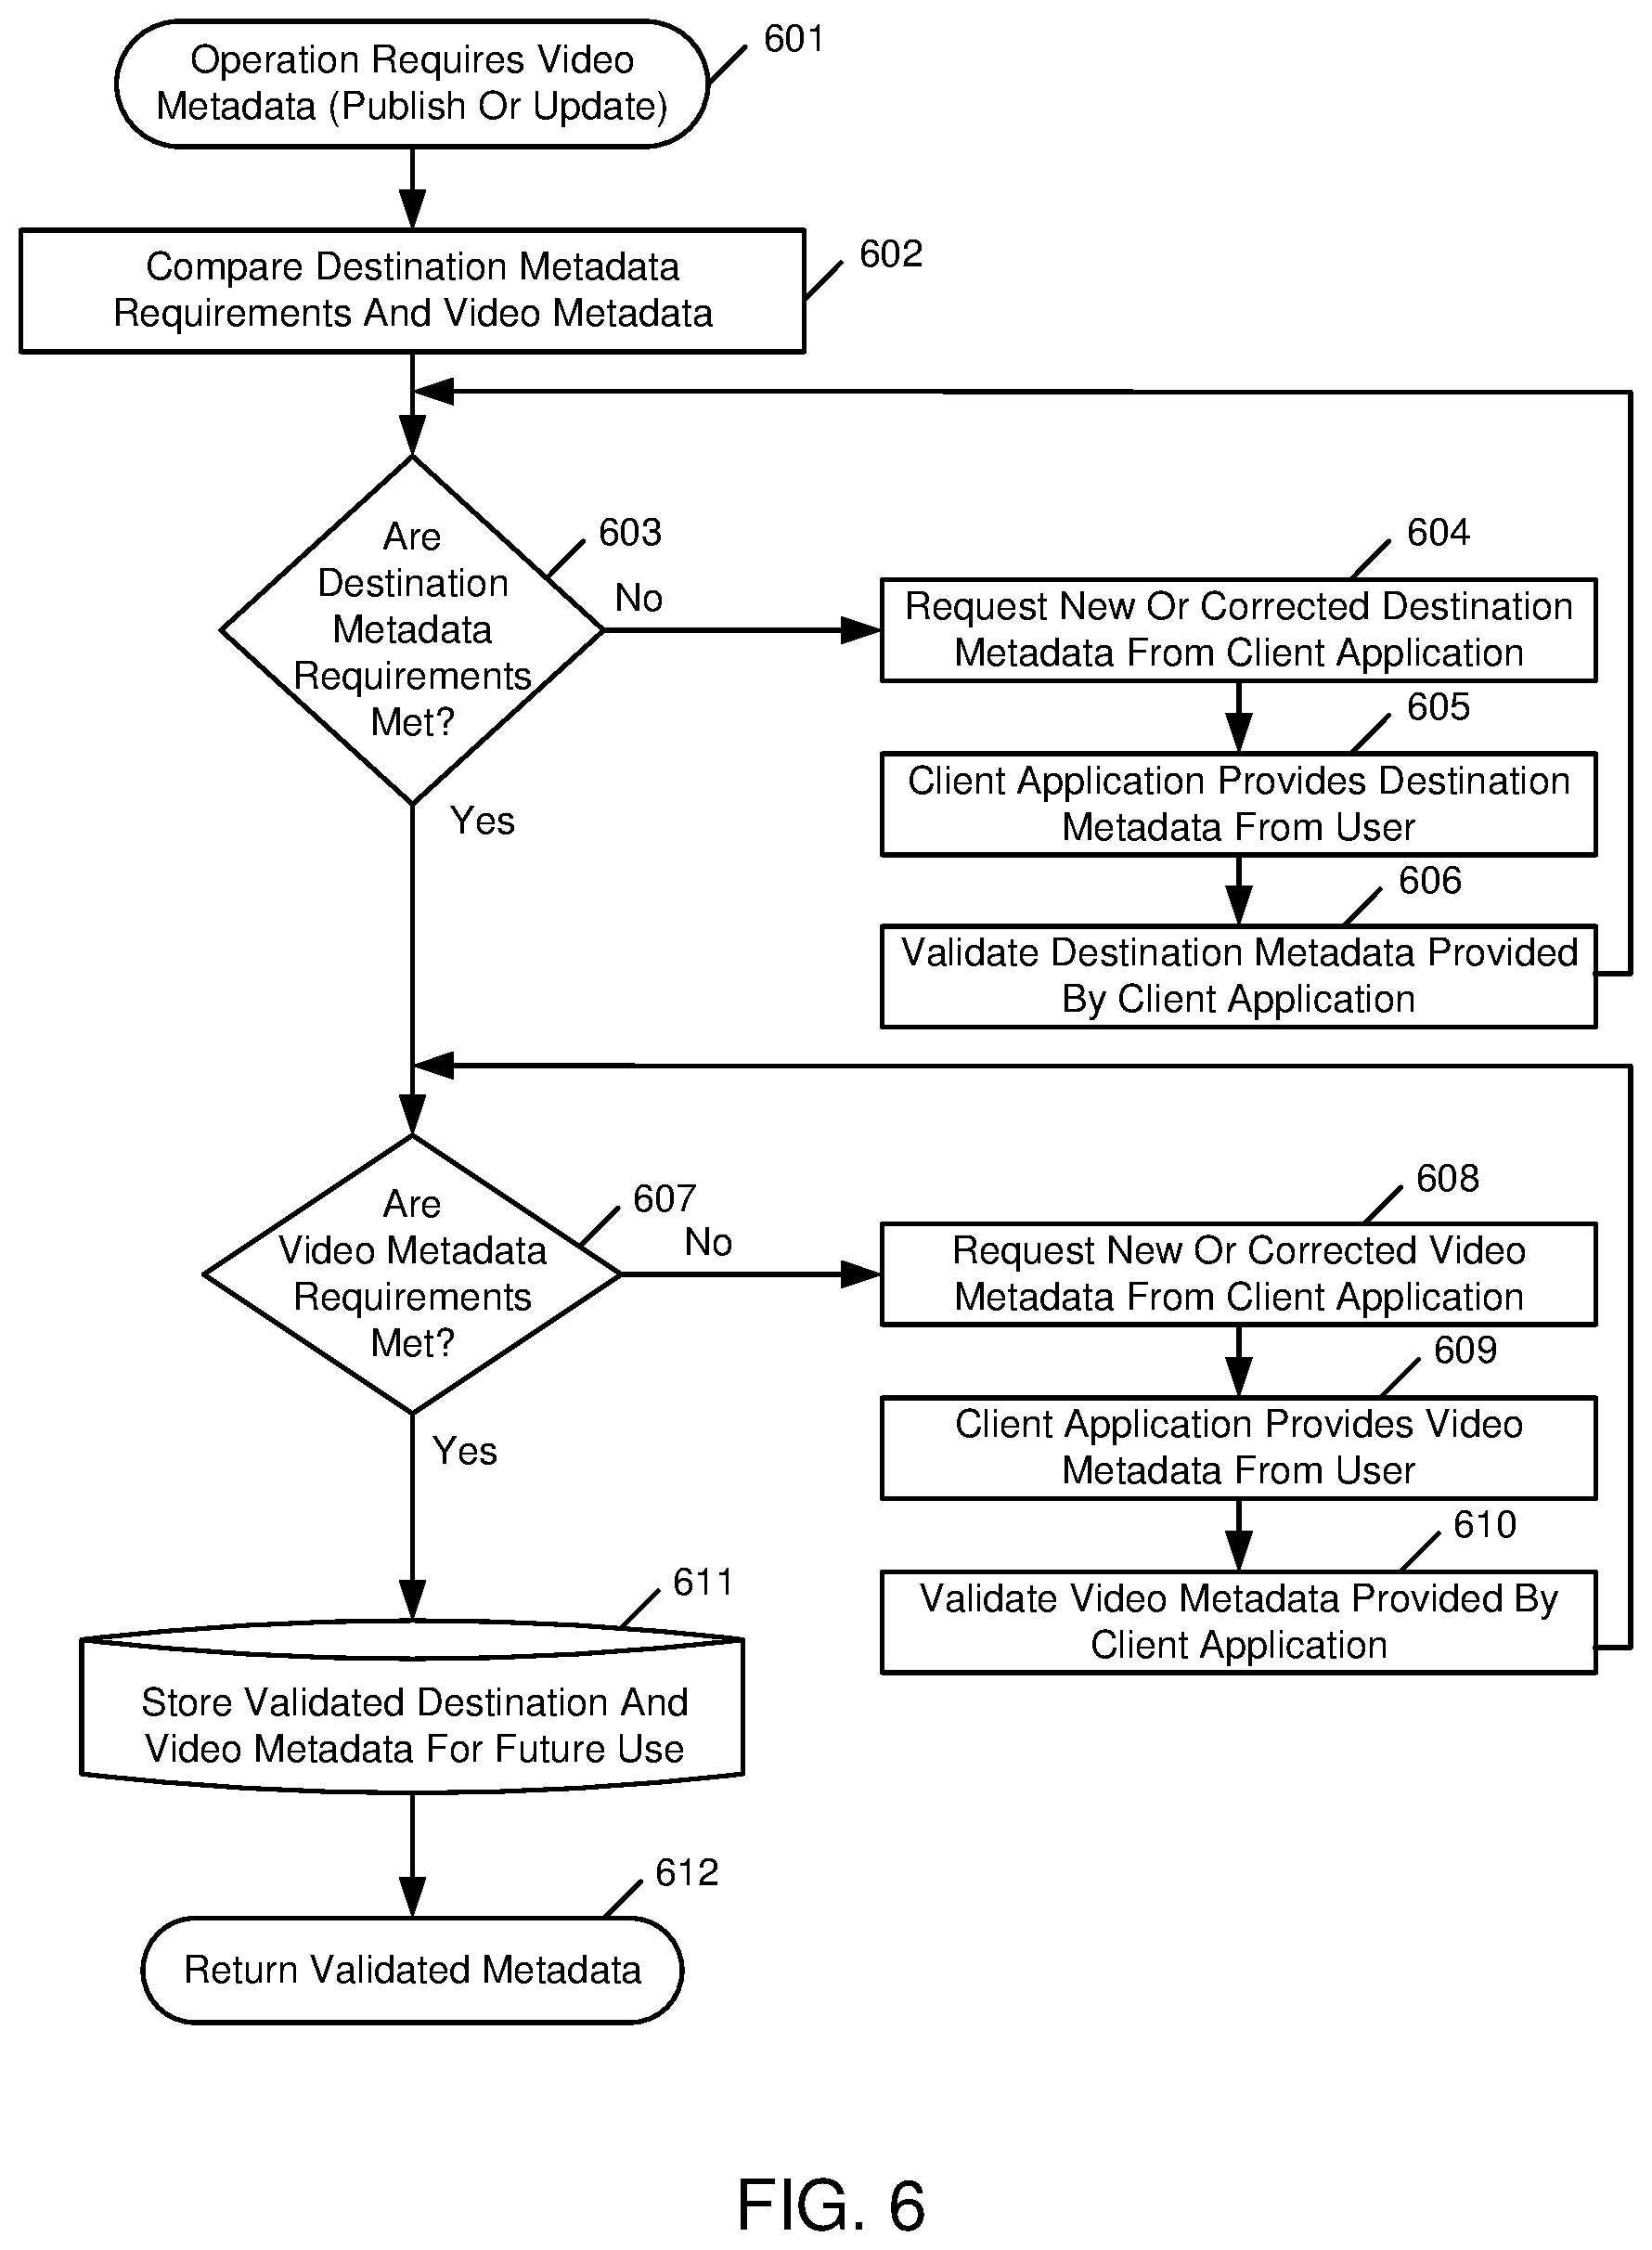 Operation Requires Video
Metadata (Publish Or Update)
601
Compare Destination Metadata
Requirements And Video Metadata
602
Are
Destination
Metadata
Requirements
Met?
603
No
Yes
604
Request New Or Corrected Destination
Metadata From Client Application
605
Client Application Provides Destination
Metadata From User
606
Validate Destination Metadata Provided
By Client Application
Are
Video Metadata
Requirements
Met?
607
No
Yes
608
Request New Or Corrected Video
Metadata From Client Application
609
Client Application Provides Video
Metadata From User
610
Validate Video Metadata Provided By
Client Application
611
Store Validated Destination And
Video Metadata For Future Use
612
Return Validated Metadata
FIG. 6